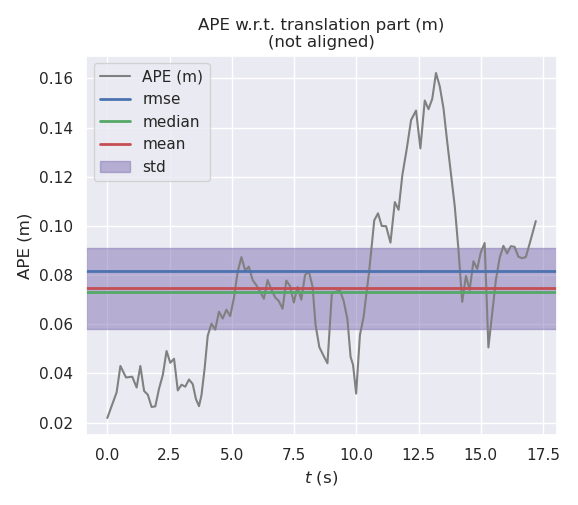 APE w.r.t. translation part (m)
(not aligned)
APE (m)
rmse
median
mean
std
APE (m)
0.16
0.14
0.12
0.10
0.08
0.06
0.04
0.02
0.0 2.5 5.0 7.5 10.0 12.5 15.0 17.5
t (s)